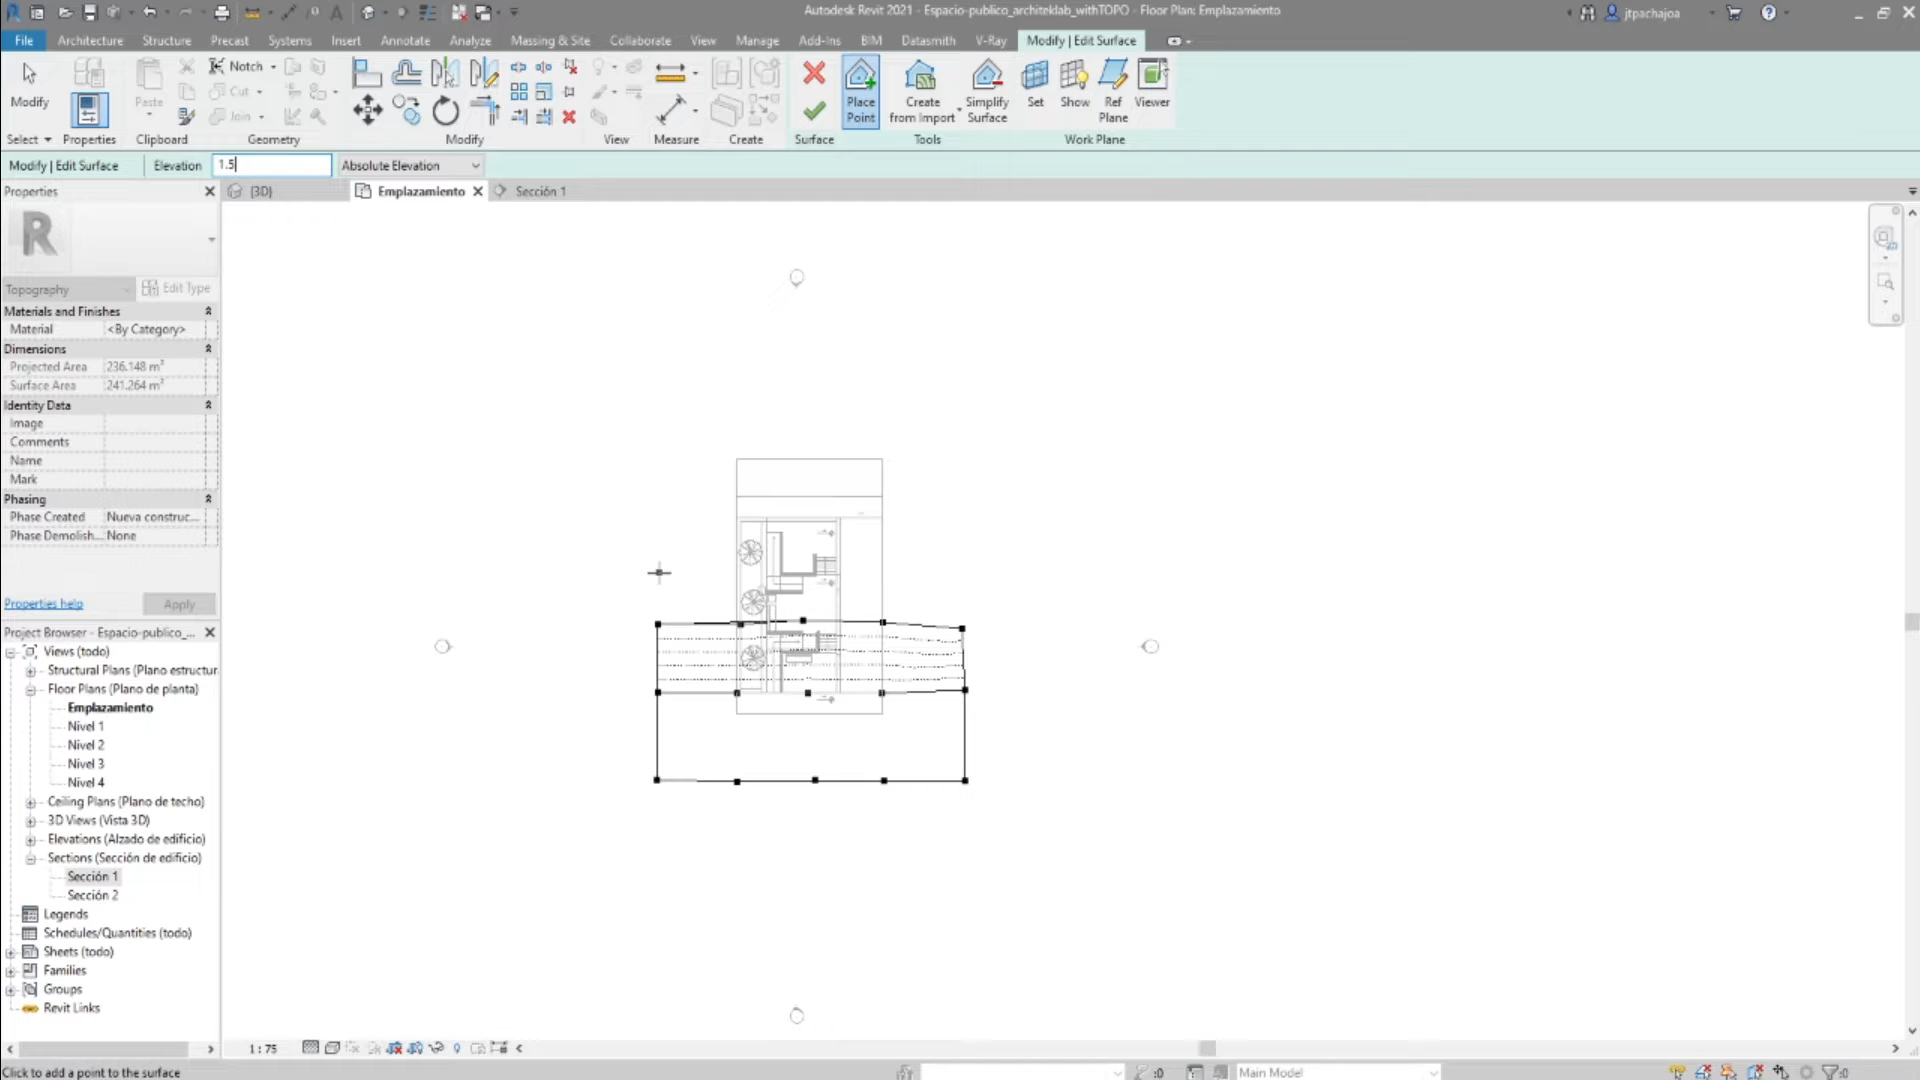 Autodesk Revit 2021 - Espacio-publico_architeklab_withTOPO - Floor Plan: Emplazamiento
jtpachajoa
File
Architecture
Structure
Precast
Systems
Insert
Annotate
Analyze
Massing & Site
Collaborate
View
Manage
Add-Ins
BIM
Datasmith
V-Ray
Modify | Edit Surface
Modify
Paste
Notch
Cut
Join
Place
Point
Create
from Import
Simplify
Surface
Set
Show
Ref
Plane
Viewer
Select
Properties
Clipboard
Geometry
Modify
View
Measure
Create
Surface
Tools
Work Plane
Modify | Edit Surface
Elevation
1.5
Absolute Elevation
Properties
{3D}
Emplazamiento
Sección 1
Topography
Edit Type
Materials and Finishes
Material <By Category>
Dimensions
Projected Area 236.148 m²
Surface Area 241.264 m²
Identity Data
Image
Comments
Name
Mark
Phasing
Phase Created Nueva construc...
Phase Demolish... None
Properties help
Apply
Project Browser - Espacio-publico_...
Views (todo)
Structural Plans (Plano estructur
Floor Plans (Plano de planta)
Emplazamiento
Nivel 1
Nivel 2
Nivel 3
Nivel 4
Ceiling Plans (Plano de techo)
3D Views (Vista 3D)
Elevations (Alzado de edificio)
Sections (Sección de edificio)
Sección 1
Sección 2
Legends
Schedules/Quantities (todo)
Sheets (todo)
Families
Groups
Revit Links
1 : 75
Click to add a point to the surface
:0
Main Model
:0